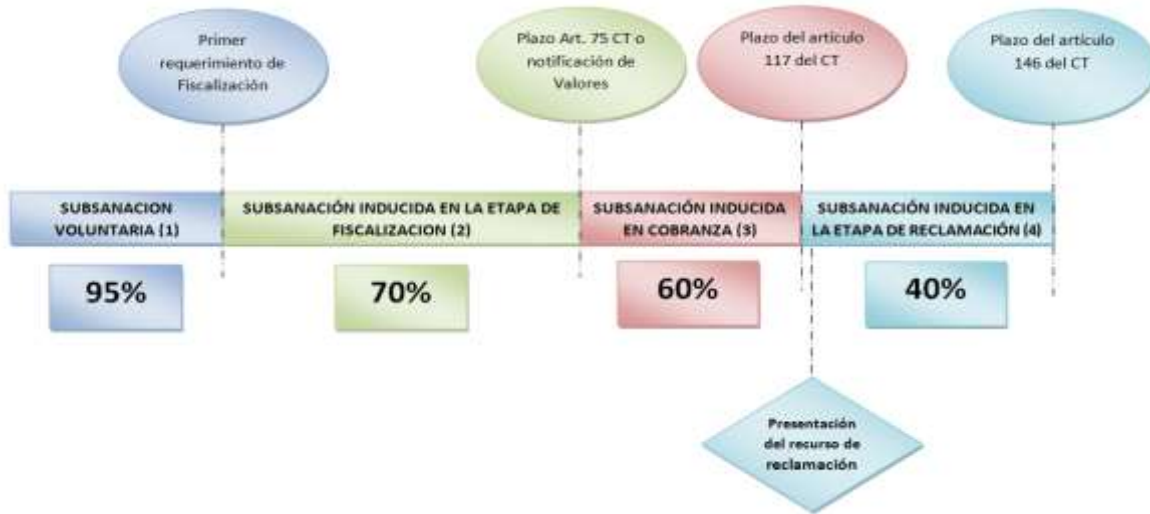 Primer
requerimiento de
Fiscalización
Plazo Art. 75 CT o
notificación de
Valores
Plazo del artículo
117 del CT
Plazo del artículo
146 del CT
SUBSANACION
VOLUNTARIA (1)
SUBSANACIÓN INDUCIDA EN LA ETAPA DE
FISCALIZACION (2)
SUBSANACIÓN INDUCIDA
EN COBRANZA (3)
SUBSANACIÓN INDUCIDA EN
LA ETAPA DE RECLAMACIÓN (4)
95%
70%
60%
40%
Presentación
del recurso de
reclamación